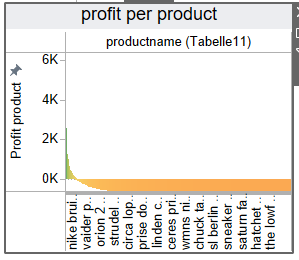 profit per product
productname (Tabelle11)
Profit product
6K
4K
2K
0K
nike brui..
vaider p..
orion 2 ..
strudel ..
circa lop..
prise do..
linden c..
ceres pri..
wmns ni..
chuck ta..
sl berlin ..
sneaker ..
saturn fa..
hatchet ..
the lowf ..